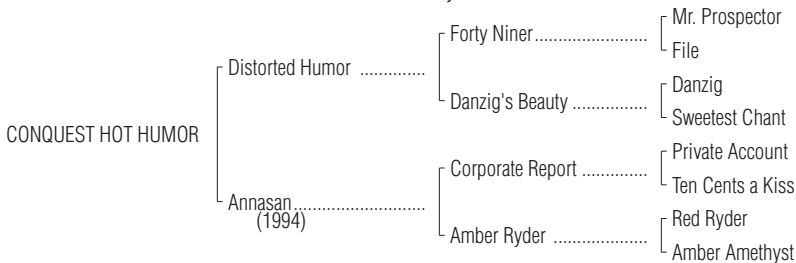 Mr. Prospector
Forty Niner........................
File
Distorted Humor ..............
Danzig
Danzig's Beauty ................
Sweetest Chant
CONQUEST HOT HUMOR
Private Account
Corporate Report ..............
Ten Cents a Kiss
Annasan............................
(1994)
Red Ryder
Amber Ryder ....................
Amber Amethyst